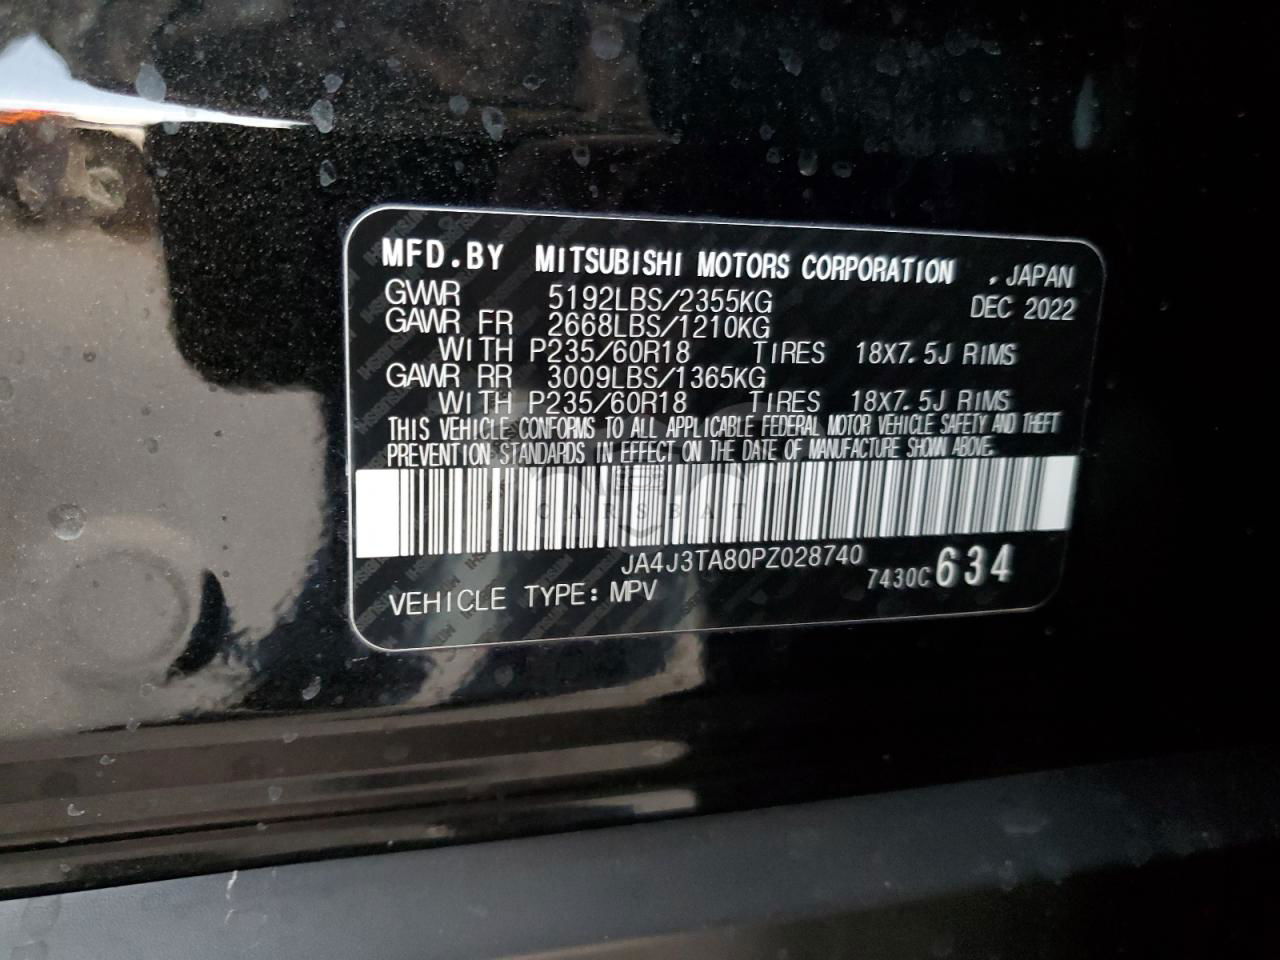 MFD.BY MITSUBISHI MOTORS CORPORATION , JAPAN
GVWR 5192LBS/2355KG DEC 2022
GAWR FR 2668LBS/1210KG
WITH P235/60R18 TIRES 18X7.5J RIMS
GAWR RR 3009LBS/1365KG
WITH P235/60R18 TIRES 18X7.5J RIMS
THIS VEHICLE CONFORMS TO ALL APPLICABLE FEDERAL MOTOR VEHICLE SAFETY AND THEFT
PREVENTION STANDARDS IN EFFECT ON THE DATE OF MANUFACTURE SHOWN ABOVE.
CARSBAT
JA4J3TA80PZ028740
7430C 634
VEHICLE TYPE: MPV